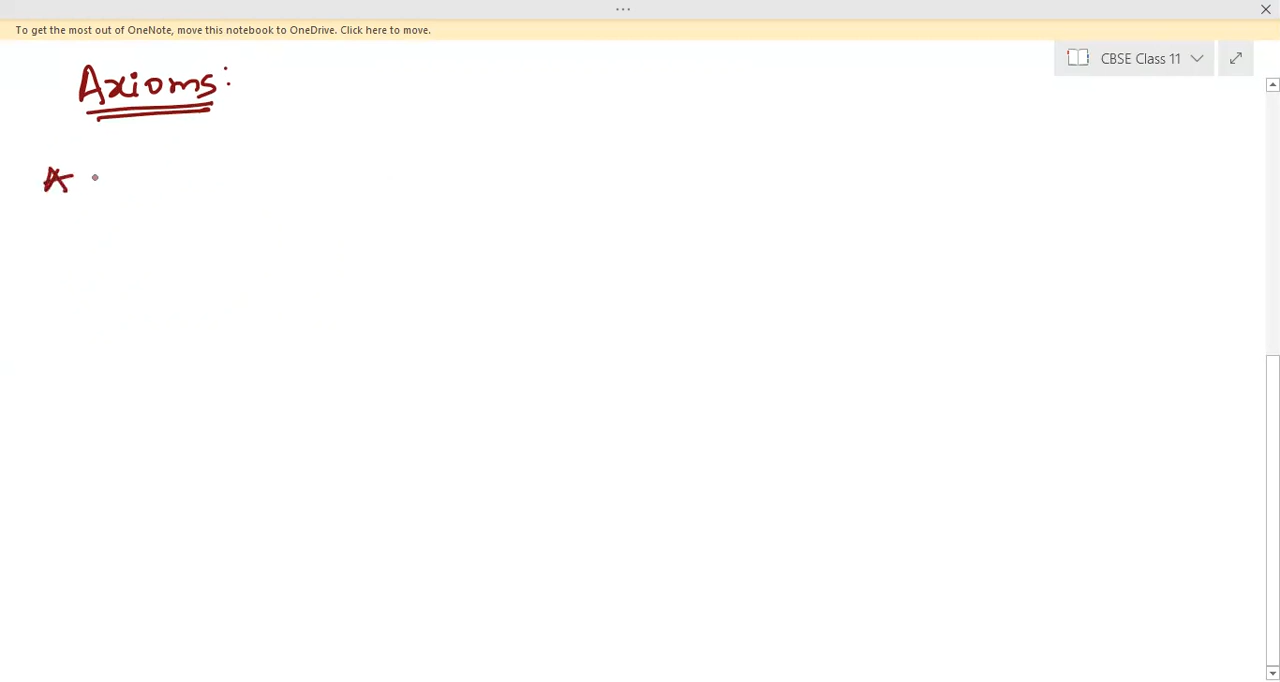 ...
To get the most out of OneNote, move this notebook to OneDrive. Click here to move.
CBSE Class 11
Axioms: